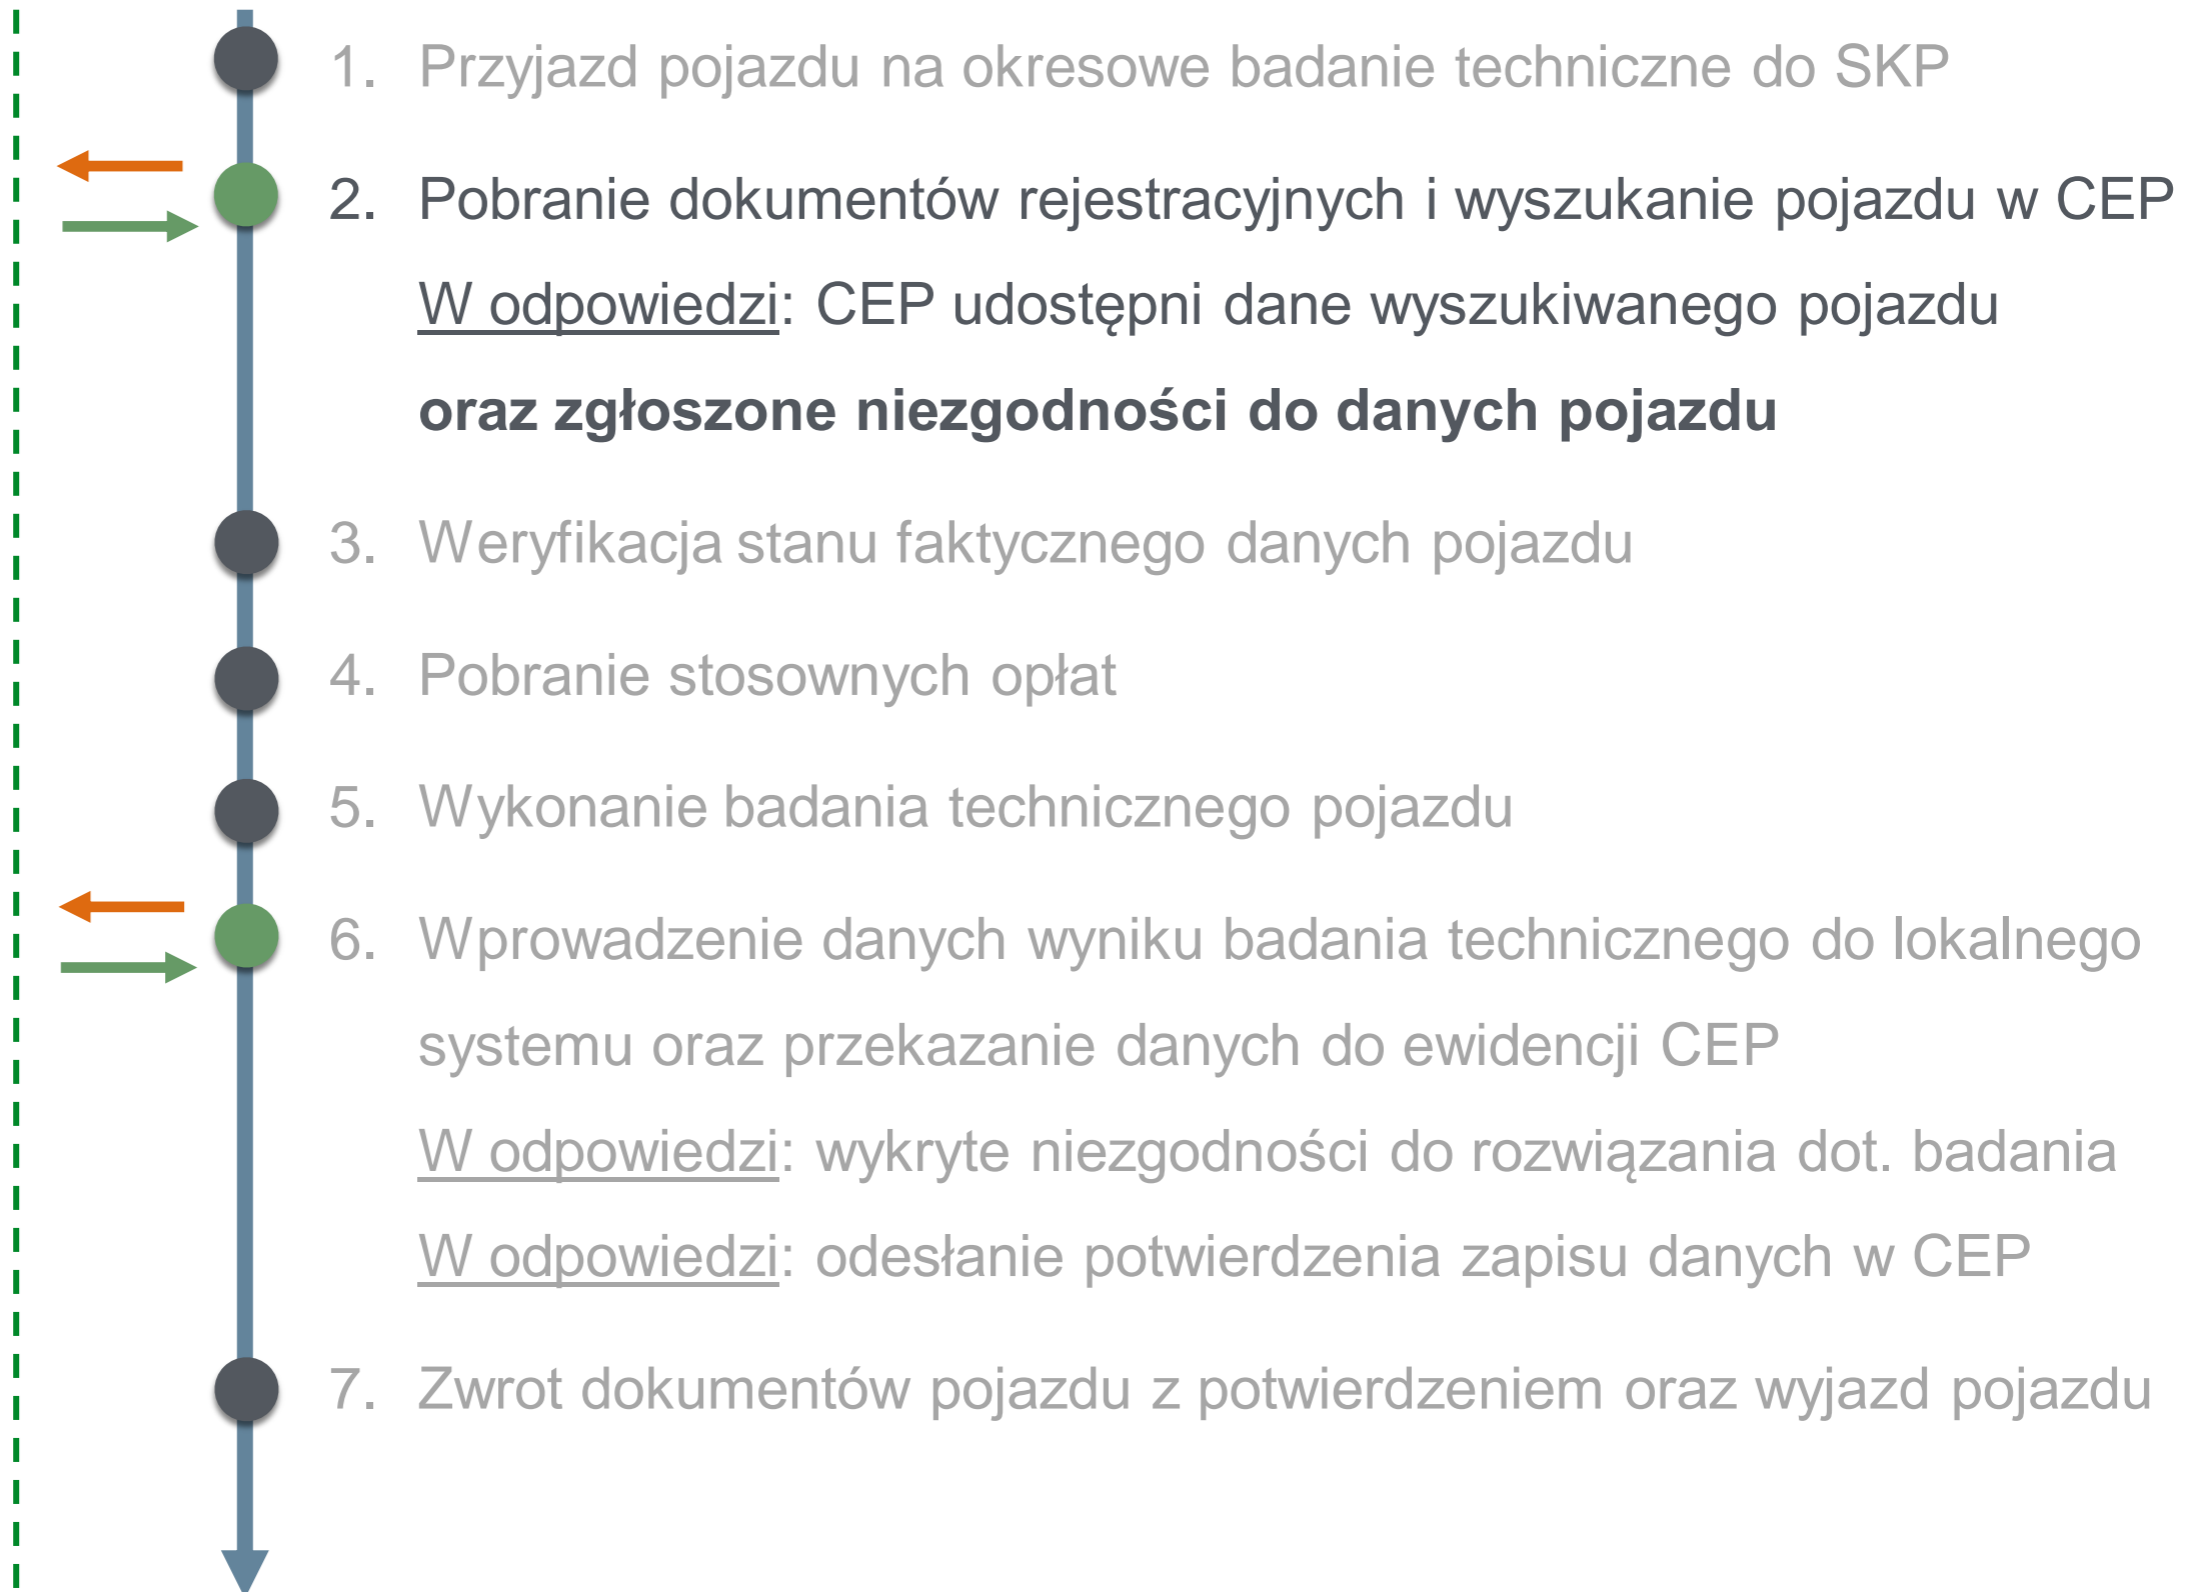 1. Przyjazd pojazdu na okresowe badanie techniczne do SKP
2. Pobranie dokumentów rejestracyjnych i wyszukanie pojazdu w CEP
W odpowiedzi: CEP udostępni dane wyszukiwanego pojazdu
oraz zgłoszone niezgodności do danych pojazdu
3. Weryfikacja stanu faktycznego danych pojazdu
4. Pobranie stosownych opłat
5. Wykonanie badania technicznego pojazdu
6. Wprowadzenie danych wyniku badania technicznego do lokalnego
systemu oraz przekazanie danych do ewidencji CEP
W odpowiedzi: wykryte niezgodności do rozwiązania dot. badania
W odpowiedzi: odesłanie potwierdzenia zapisu danych w CEP
7. Zwrot dokumentów pojazdu z potwierdzeniem oraz wyjazd pojazdu